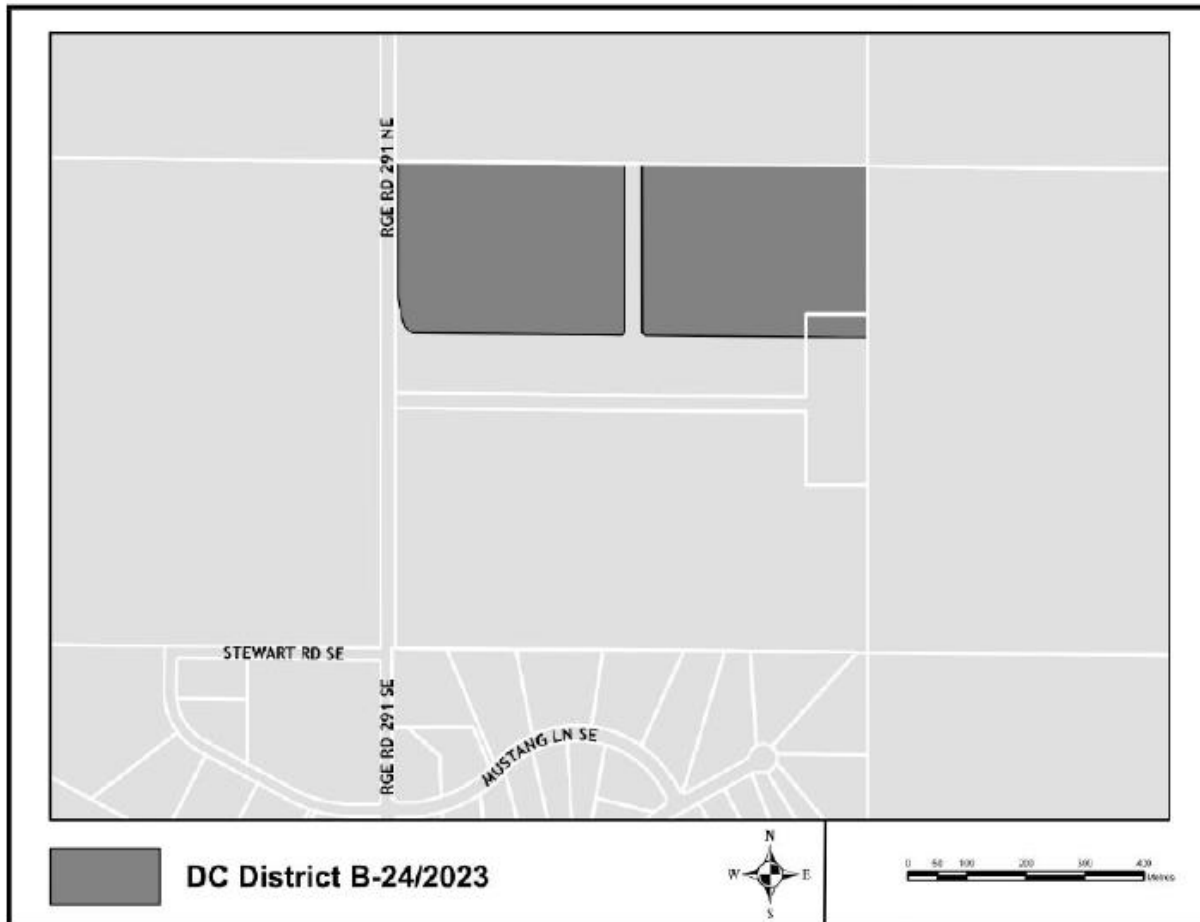 RGE RD 291 NE
STEWART RD SE
RGE RD 291 SE
MUSTANG LN SE
DC District B-24/2023
N
W E
S
0 50 100 200 300 400
Metres